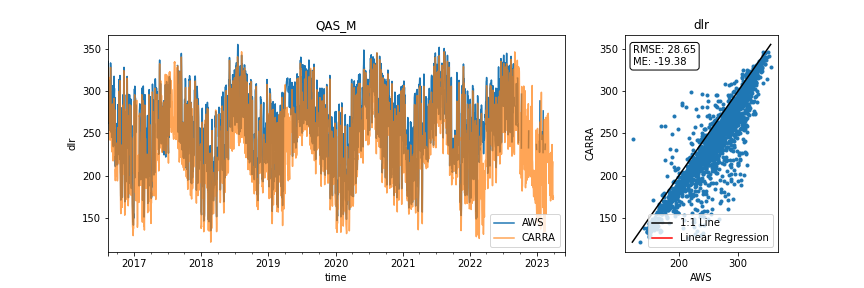 QAS_M
dlr
350
300
250
200
150
dlr
2017 2018 2019 2020 2021 2022 2023
time
AWS
CARRA
RMSE: 28.65
ME: -19.38
350
300
250
200
150
CARRA
1:1 Line
Linear Regression
200 300
AWS